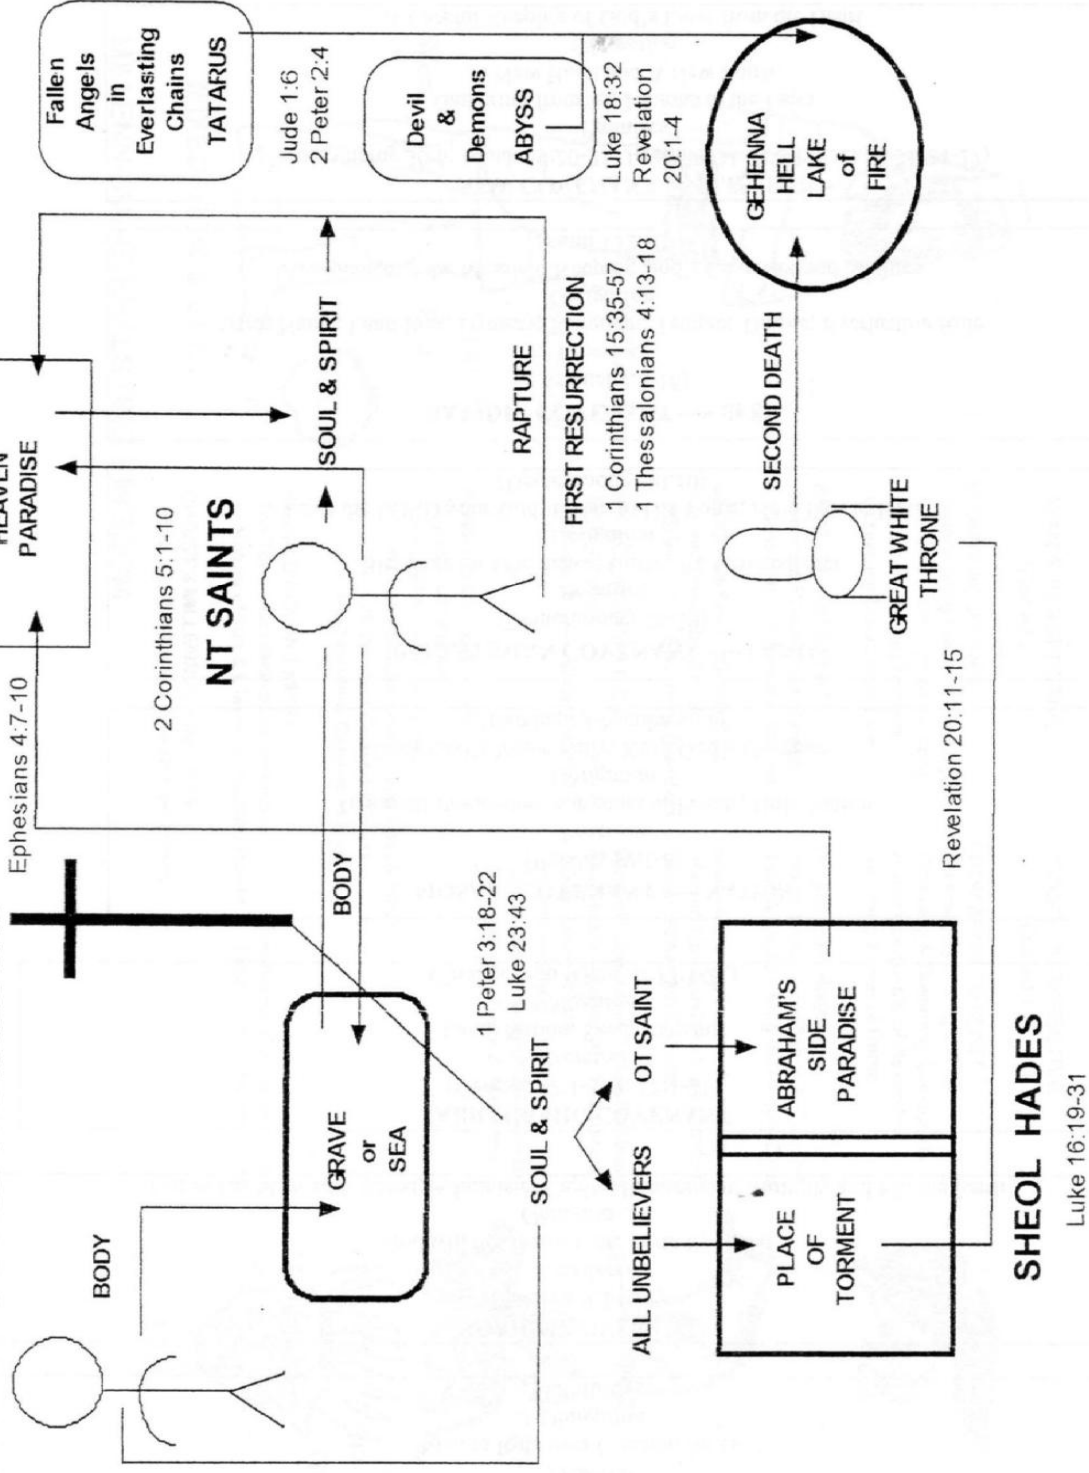 BODY
GRAVE
or
SEA
BODY
Ephesians 4:7-10
HEAVEN
PARADISE
2 Corinthians 5:1-10
NT SAINTS
SOUL & SPIRIT
RAPTURE
FIRST RESURRECTION
1 Corinthians 15:35-57
1 Thessalonians 4:13-18
Fallen
Angels
in
Everlasting
Chains
TATARUS
Jude 1:6
2 Peter 2:4
Devil
&
Demons
ABYSS
Luke 18:32
Revelation
20:1-4
1 Peter 3:18-22
Luke 23:43
SOUL & SPIRIT
ALL UNBELIEVERS
OT SAINT
PLACE
OF
TORMENT
ABRAHAM'S
SIDE
PARADISE
SHEOL HADES
Luke 16:19-31
Revelation 20:11-15
GREAT WHITE
THRONE
SECOND DEATH
GEHENNA
HELL
LAKE
of
FIRE